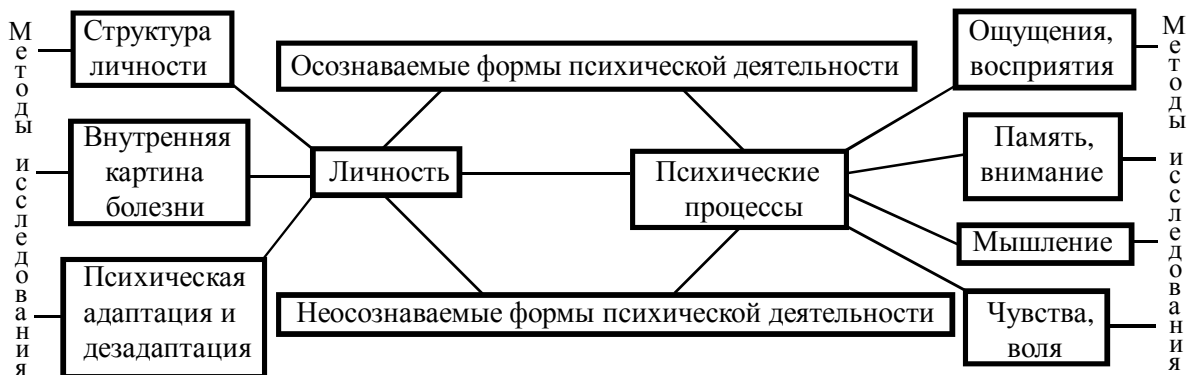 Методы исследования
Структура
личности
Внутренняя
картина
болезни
Психическая
адаптация и
дезадаптация
Осознаваемые формы психической деятельности
Личность
Психические
процессы
Неосознаваемые формы психической деятельности
Ощущения,
восприятия
Память,
внимание
Мышление
Чувства,
воля
Методы исследования